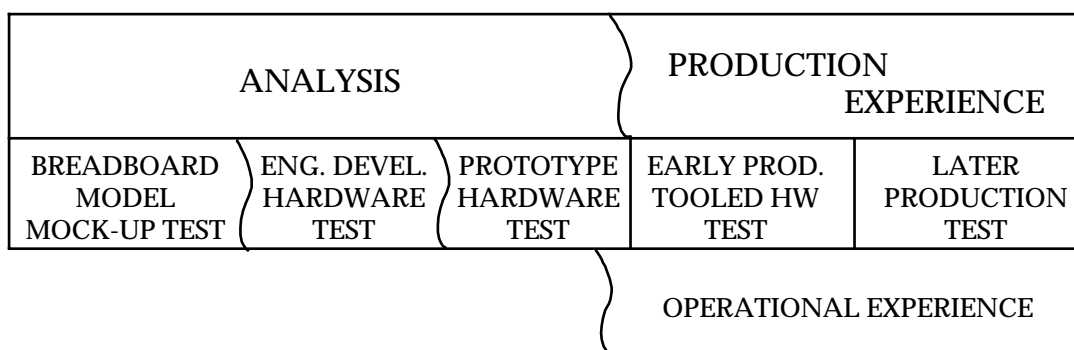 ANALYSIS
PRODUCTION
EXPERIENCE
BREADBOARD
MODEL
MOCK-UP TEST
ENG. DEVEL.
HARDWARE
TEST
PROTOTYPE
HARDWARE
TEST
EARLY PROD.
TOOLED HW
TEST
LATER
PRODUCTION
TEST
OPERATIONAL EXPERIENCE